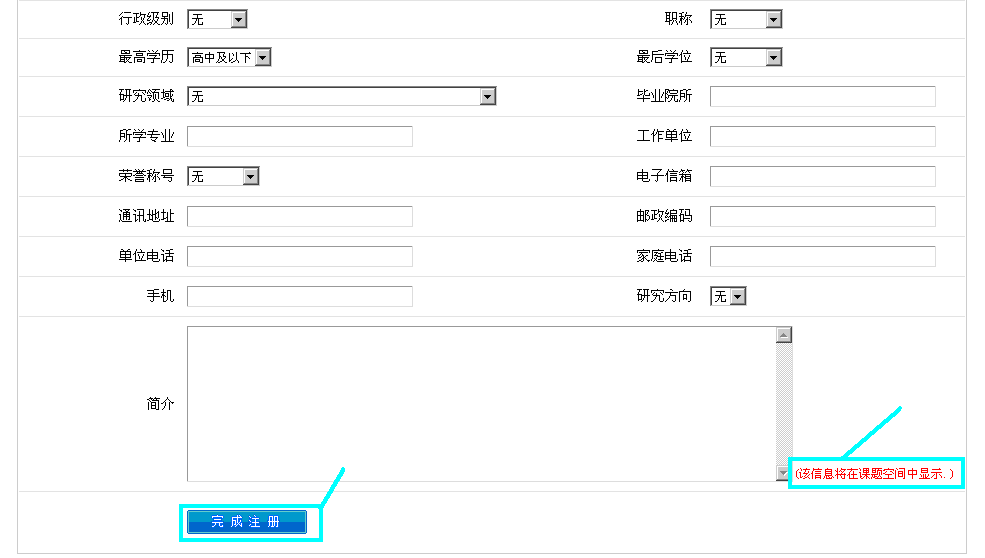 行政级别 无 职称 无
最高学历 高中及以下 最后学位 无
研究领域 无 毕业院所
所学专业 工作单位
荣誉称号 无 电子信箱
通讯地址 邮政编码
单位电话 家庭电话
手机 研究方向 无
简介
(该信息将在课题空间中显示. )
完 成 注 册